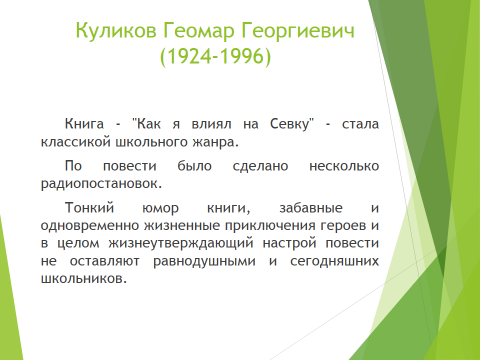 Куликов Геомар Георгиевич
(1924-1996)
Книга - "Как я влиял на Севку" - стала
классикой школьного жанра.
По повести было сделано несколько
радиопостановок.
Тонкий юмор книги, забавные и
одновременно жизненные приключения героев и
в целом жизнеутверждающий настрой повести
не оставляют равнодушными и сегодняшних
школьников.